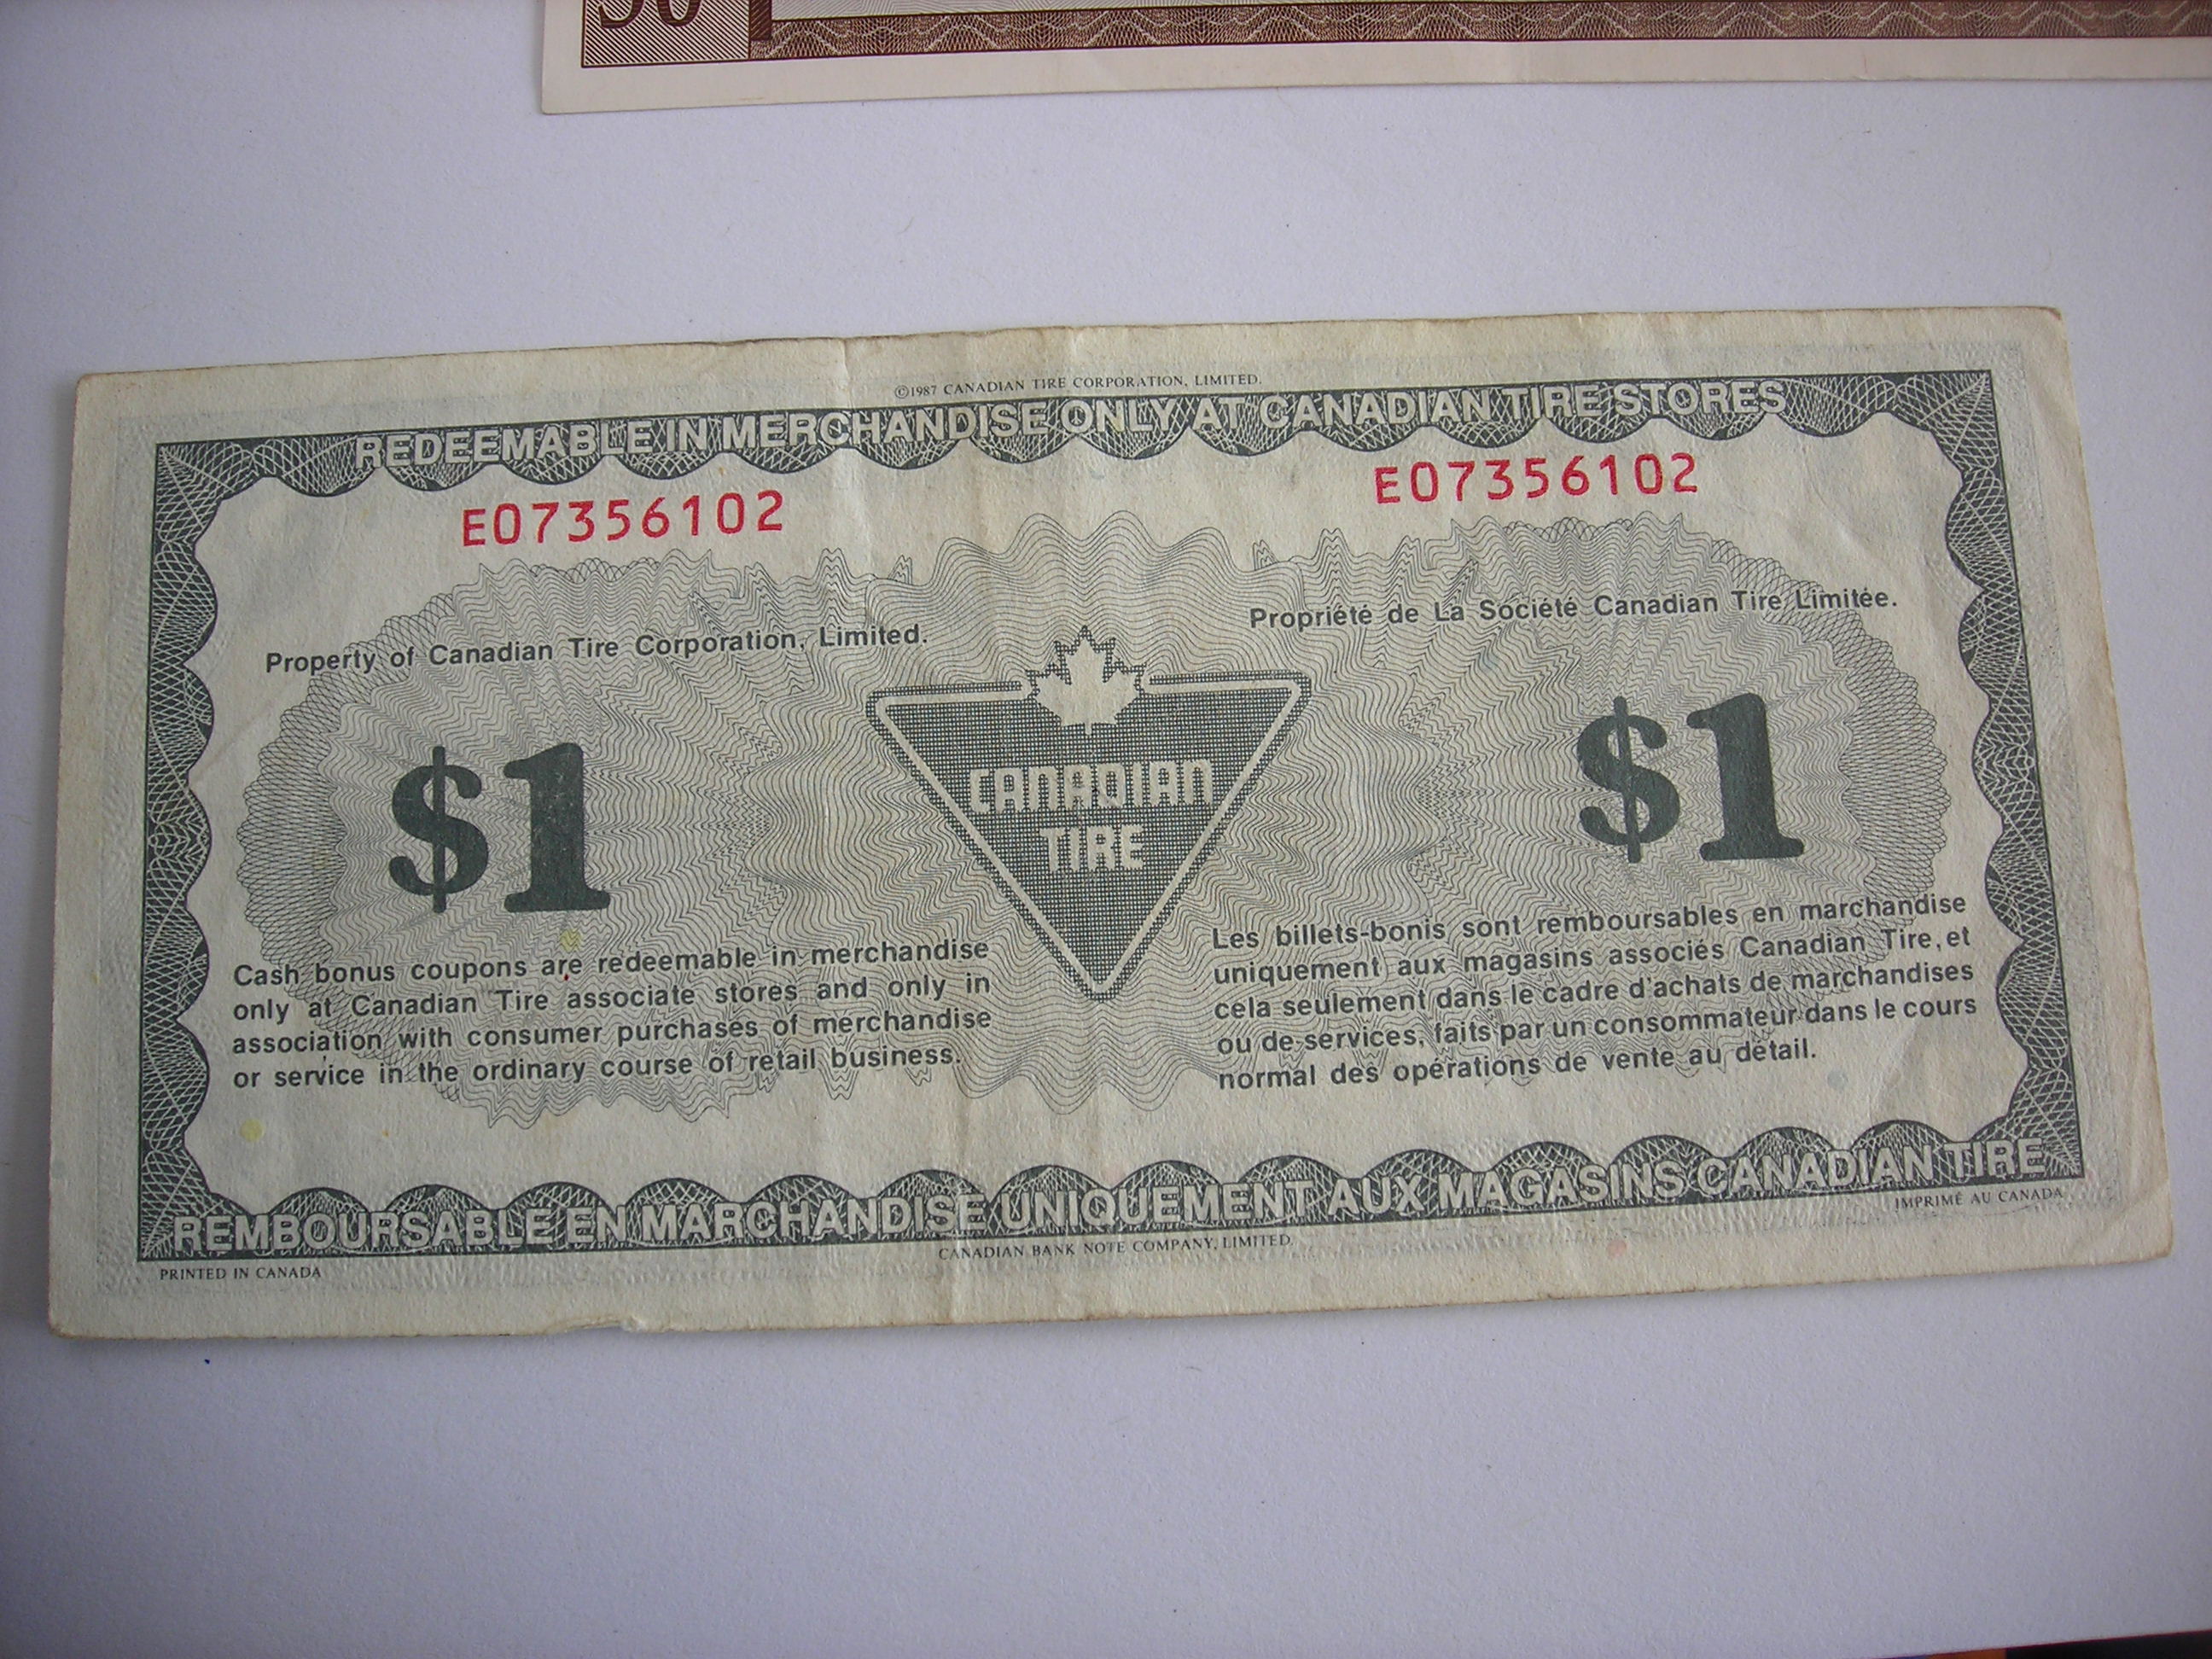 50
©1987 CANADIAN TIRE CORPORATION, LIMITED.
REDEEMABLE IN MERCHANDISE ONLY AT CANADIAN TIRE STORES
E07356102
E07356102
Property of Canadian Tire Corporation, Limited.
Propriété de La Société Canadian Tire Limitée.
$1
CANADIAN
TIRE
$1
Cash bonus coupons are redeemable in merchandise
only at Canadian Tire associate stores and only in
association with consumer purchases of merchandise
or service in the ordinary course of retail business.
Les billets-bonis sont remboursables en marchandise
uniquement aux magasins associés Canadian Tire, et
cela seulement dans le cadre d'achats de marchandises
ou de services, faits par un consommateur dans le cours
normal des opérations de vente au détail.
REMBOURSABLE EN MARCHANDISE UNIQUEMENT AUX MAGASINS CANADIAN TIRE
PRINTED IN CANADA
CANADIAN BANK NOTE COMPANY, LIMITED.
IMPRIMÉ AU CANADA